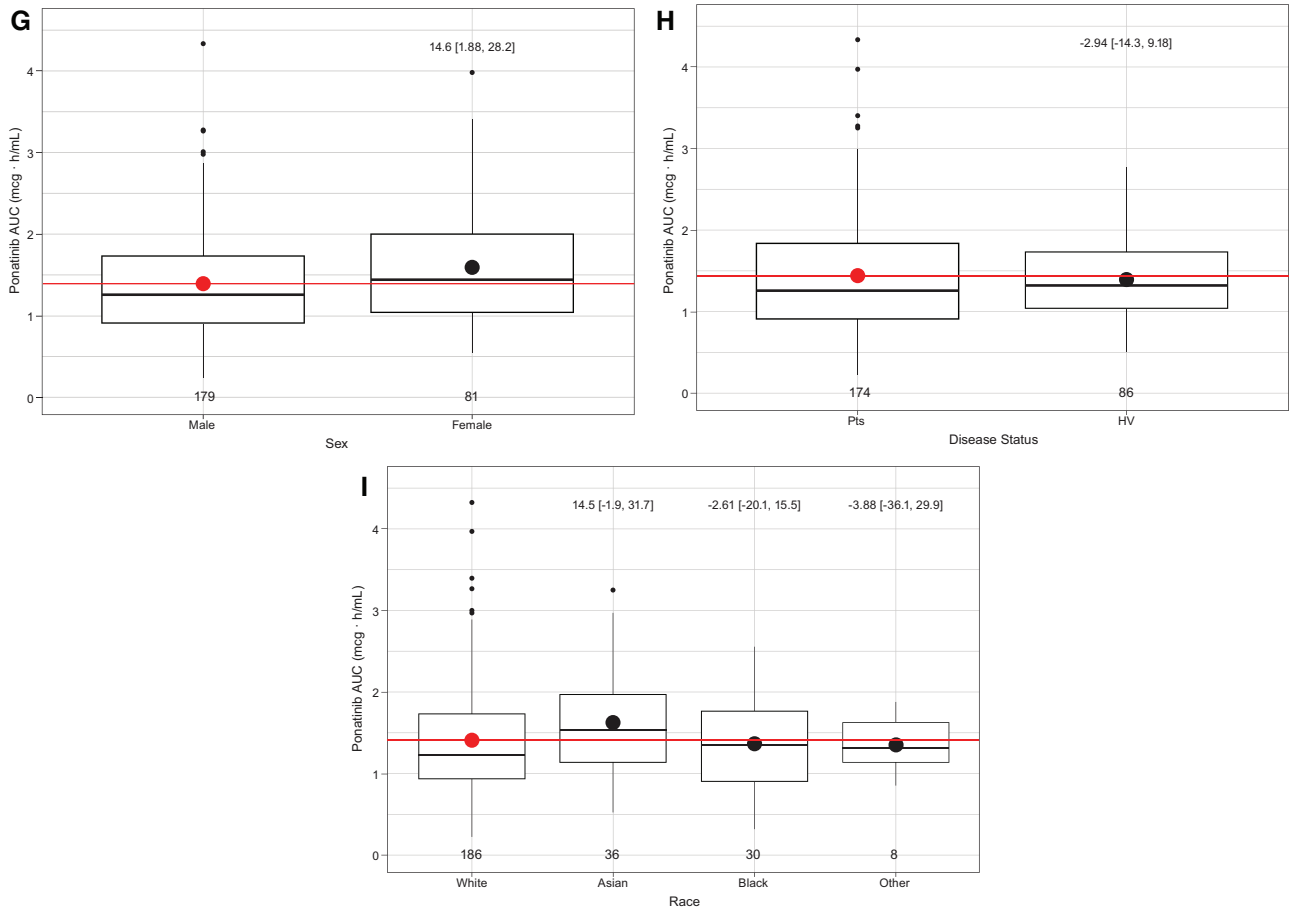 G
14.6 [1.88, 28.2]
Ponatinib AUC (mcg · h/mL)
4
3
2
1
0
179
81
Male
Female
Sex
H
-2.94 [-14.3, 9.18]
Ponatinib AUC (mcg · h/mL)
4
3
2
1
0
174
86
Pts
HV
Disease Status
I
14.5 [-1.9, 31.7]
-2.61 [-20.1, 15.5]
-3.88 [-36.1, 29.9]
Ponatinib AUC (mcg · h/mL)
4
3
2
1
0
186
36
30
8
White
Asian
Black
Other
Race